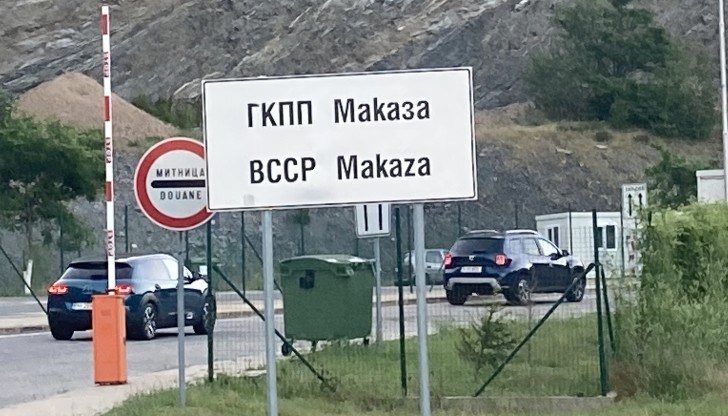 ГКПП Маказа
BCCP Makaza
МИТНИЦА
DOUANE